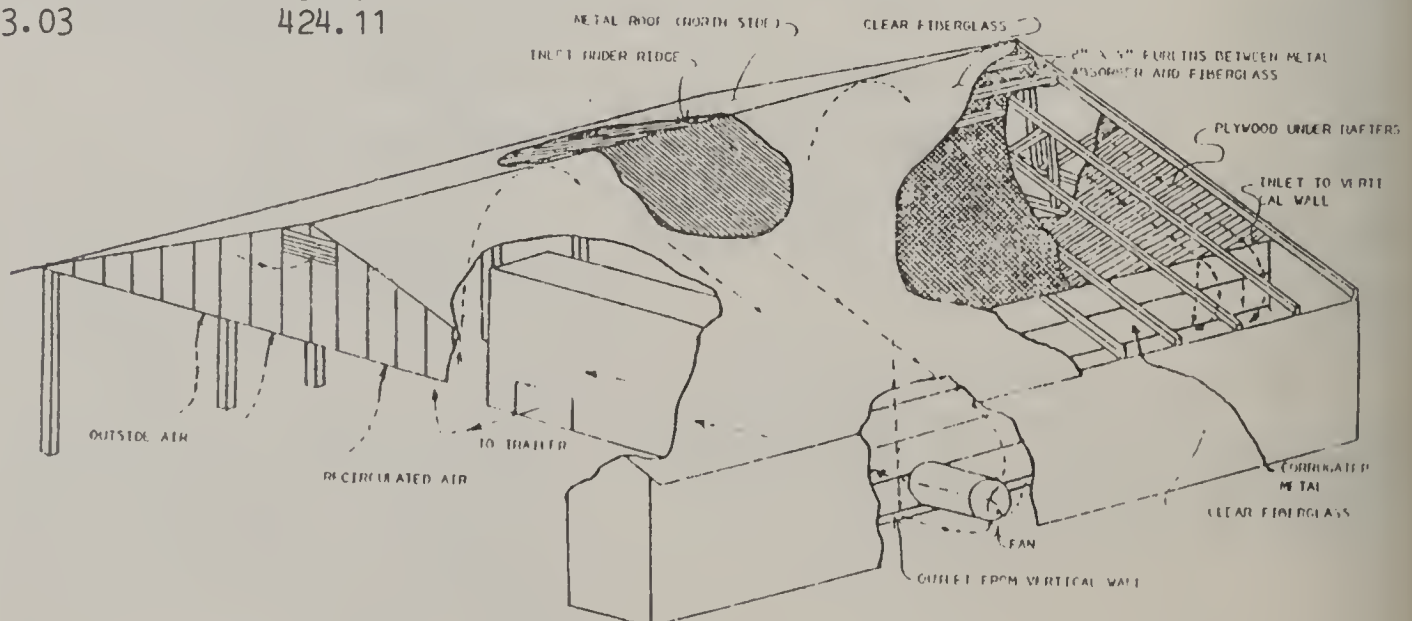 3.03 424.11
METAL ROOF (NORTH SIDE)
CLEAR FIBERGLASS
INLET UNDER RIDGE
2" X 5" PURLINS BETWEEN METAL
ABSORBER AND FIBERGLASS
PLYWOOD UNDER RAFTERS
INLET TO VERTI
CAL WALL
OUTSIDE AIR
TO TRAILER
RECIRCULATED AIR
CORRUGATED
METAL
CLEAR FIBERGLASS
FAN
OUTLET FROM VERTICAL WALL